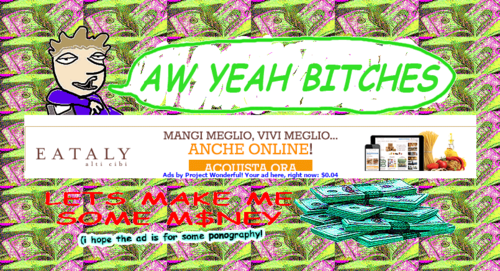 AW YEAH BITCHES
EATALY
alti cibi
MANGI MEGLIO, VIVI MEGLIO...
ANCHE ONLINE!
ACQUISTA ORA
Ads by Project Wonderful! Your ad here, right now: $0.04
LETS MAKE ME
SOME M$NEY
(i hope the ad is for some ponography)